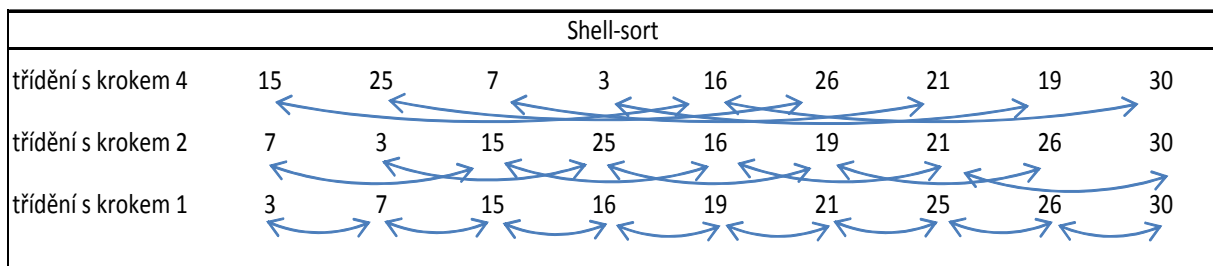 Shell-sort
třídění s krokem 4 15 25 7 3 16 26 21 19 30
třídění s krokem 2 7 3 15 25 16 19 21 26 30
třídění s krokem 1 3 7 15 16 19 21 25 26 30